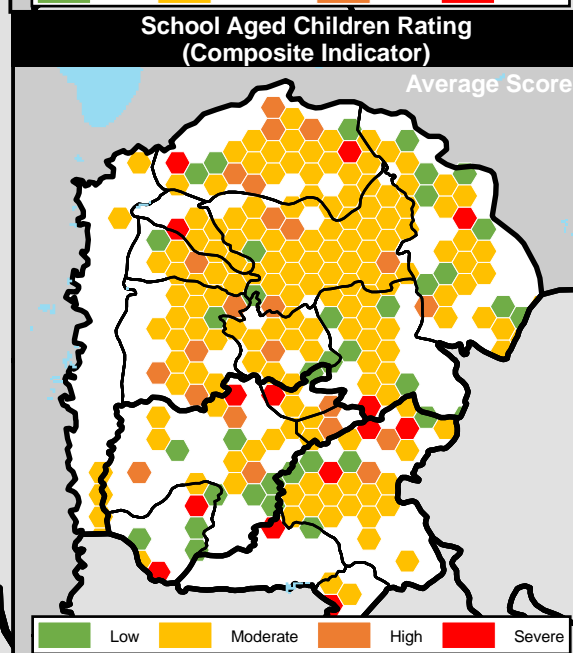 School Aged Children Rating
(Composite Indicator)
Average Score
Low Moderate High Severe